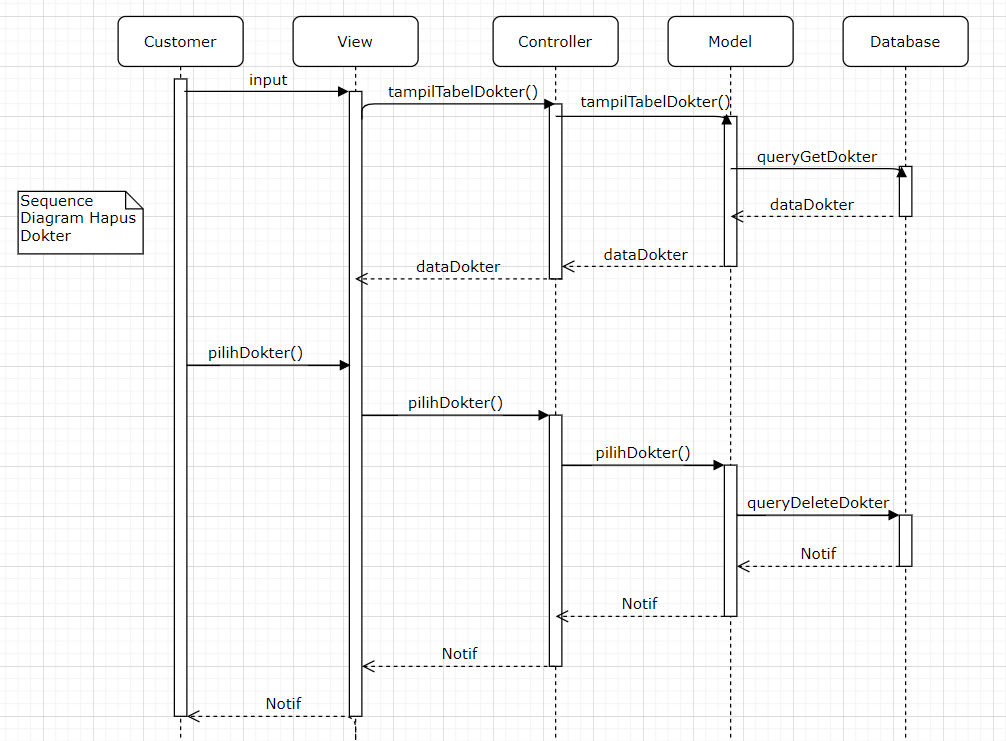 Customer
View
Controller
Model
Database
input
tampilTabelDokter()
tampilTabelDokter()
queryGetDokter
Sequence
Diagram Hapus
Dokter
dataDokter
dataDokter
dataDokter
pilihDokter()
pilihDokter()
pilihDokter()
queryDeleteDokter
Notif
Notif
Notif
Notif